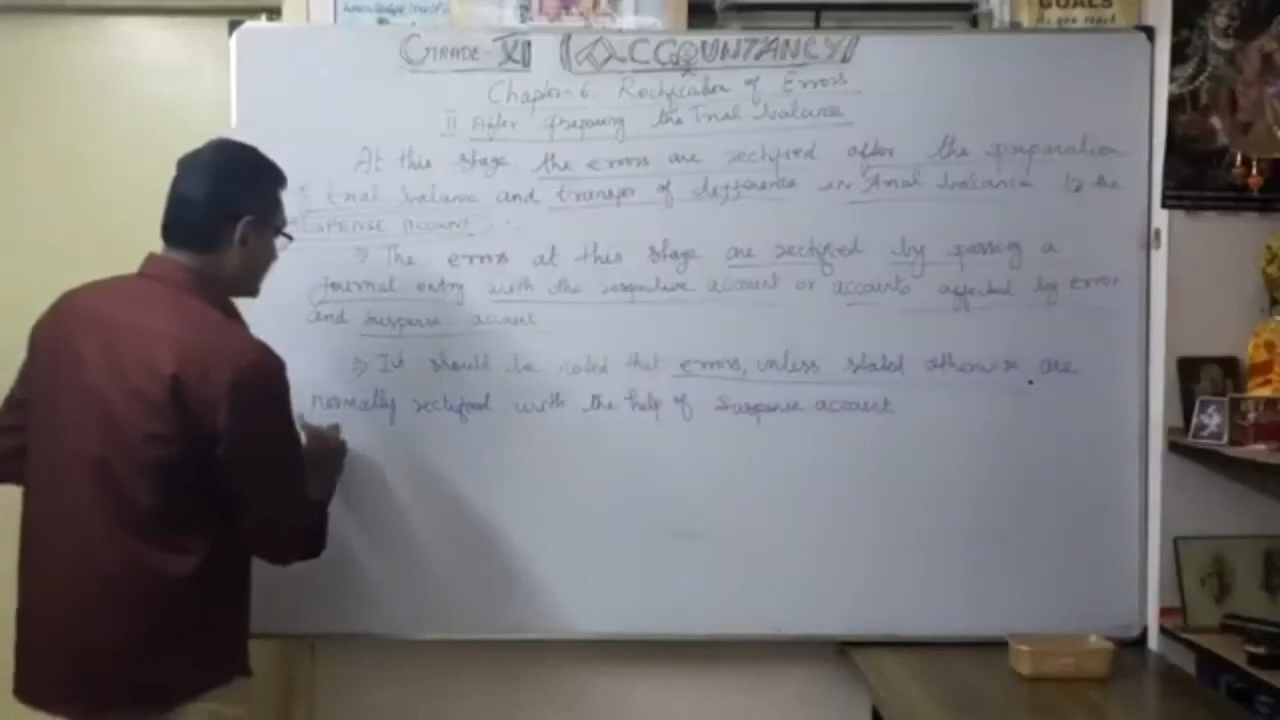 GOALS
GRADE-XI (ACCOUNTANCY)
Chapter-6. Rectification of Errors
II After preparing the Trial balance
At this stage the errors are rectified after the preparation
trial balance and transfer of difference in trial balance to the
SPENSE Account.
⇒ The errors at this stage are rectified by passing a
Journal entry with the respective account or accounts affected by error
and suspense account
⇒ It should be noted that errors, unless stated otherwise are
normally rectified with the help of Suspense account